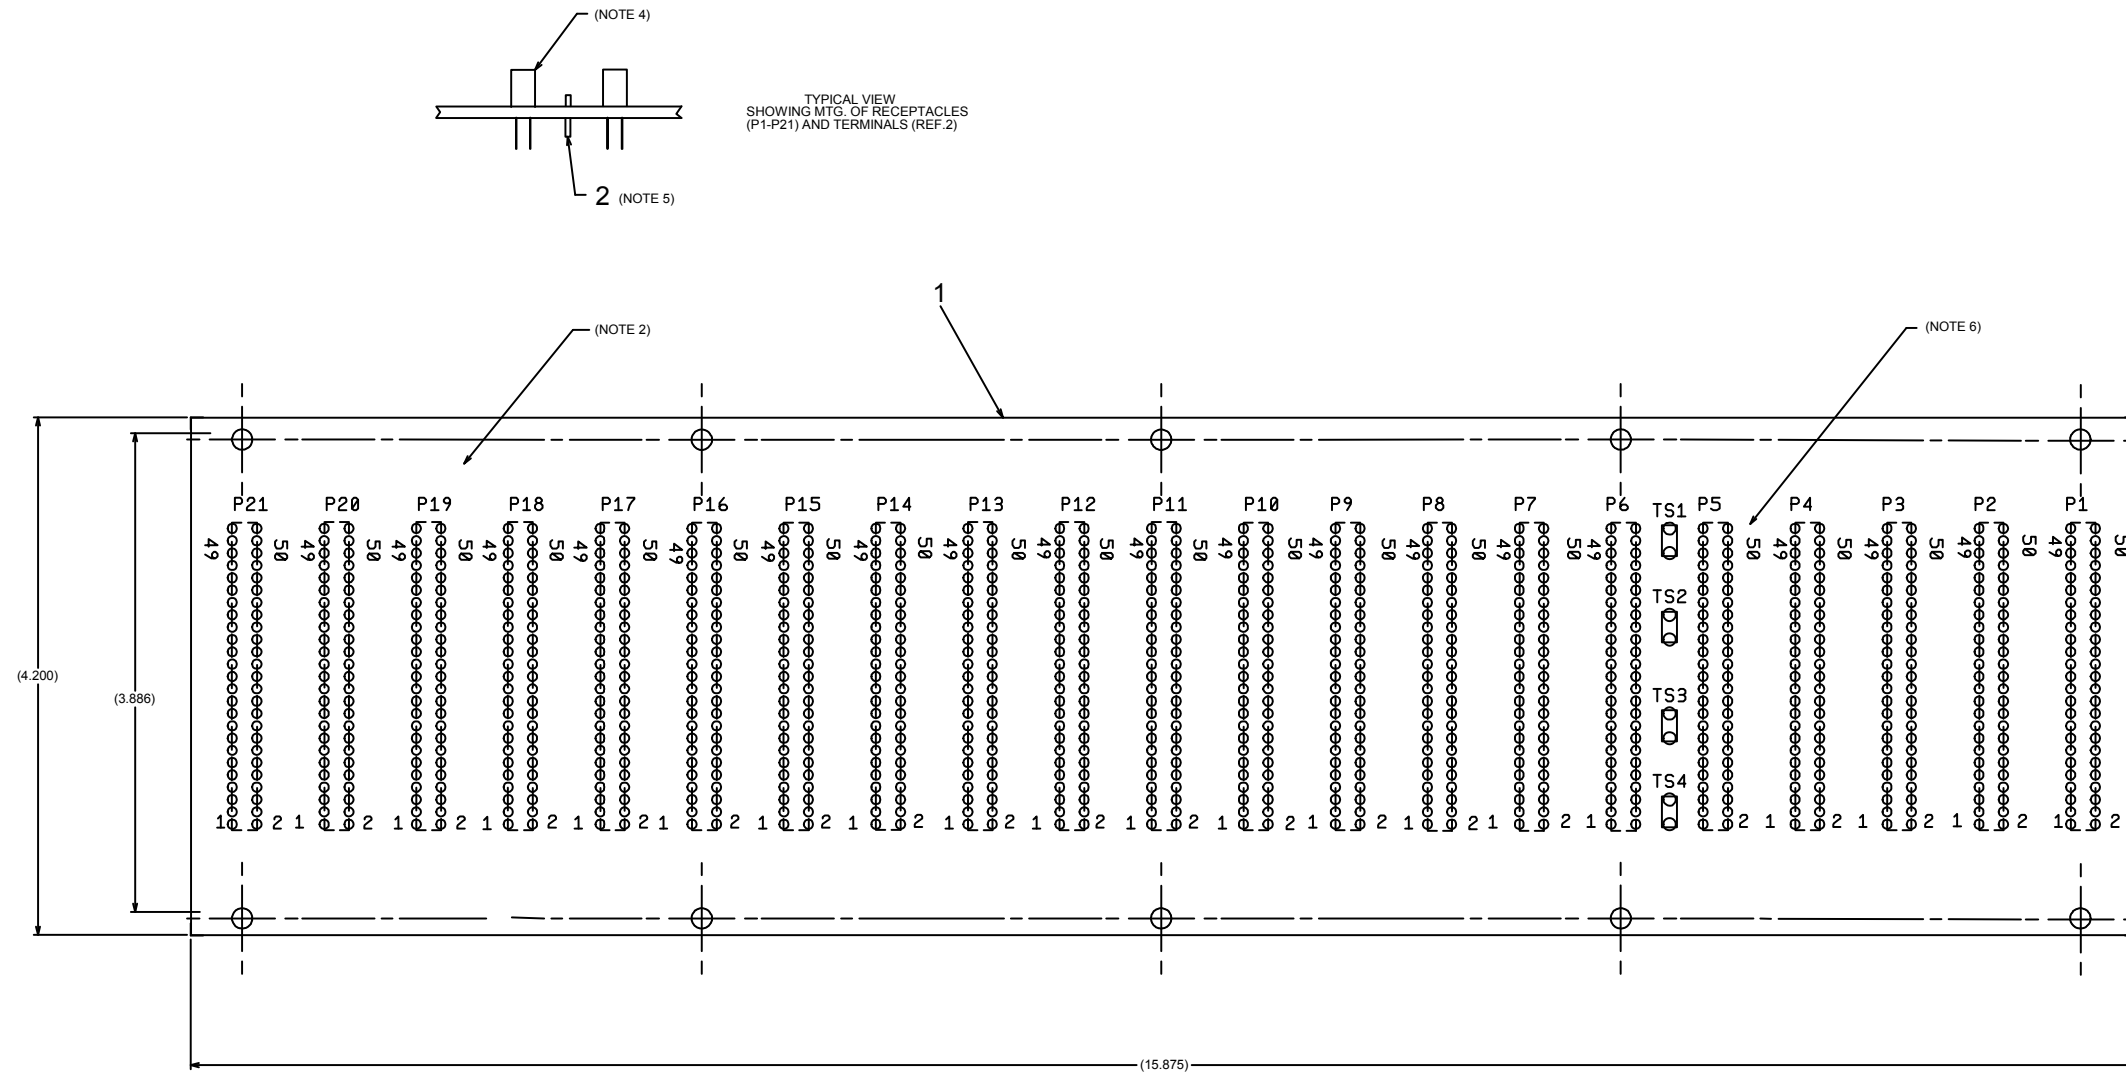 (NOTE 4)
TYPICAL VIEW
SHOWING MTG. OF RECEPTACLES
(P1-P21) AND TERMINALS (REF.2)
2 (NOTE 5)
1
(NOTE 2)
(NOTE 6)
P21 P20 P19 P18 P17 P16 P15 P14 P13 P12 P11 P10 P9 P8 P7 P6 TS1 P5 P4 P3 P2 P1
49 50 49 50 49 50 49 50 49 50 49 50 49 50 49 50 49 50 49 50 49 50 49 50 49 50 49 50 49 50 49 50 49 50 49 50 49 50 49 50
TS2
(4.200)
(3.886)
TS3
TS4
1 2 1 2 1 2 1 2 1 2 1 2 1 2 1 2 1 2 1 2 1 2 1 2 1 2 1 2 1 2 1 2 1 2 1 2 1 2 1 2
(15.875)